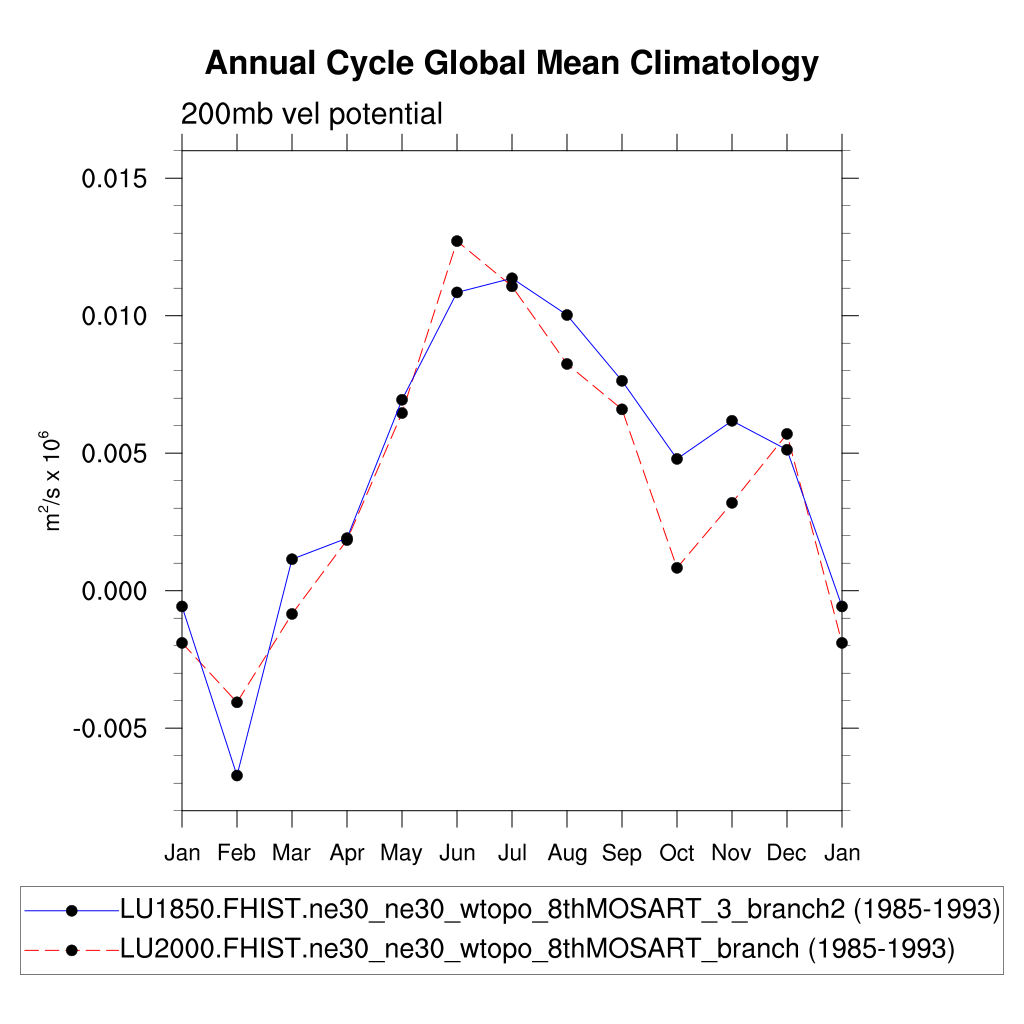 Annual Cycle Global Mean Climatology
200mb vel potential
0.015
0.010
0.005
0.000
-0.005
m²/s x 10⁶
Jan Feb Mar Apr May Jun Jul Aug Sep Oct Nov Dec Jan
LU1850.FHIST.ne30_ne30_wtopo_8thMOSART_3_branch2 (1985-1993)
LU2000.FHIST.ne30_ne30_wtopo_8thMOSART_branch (1985-1993)